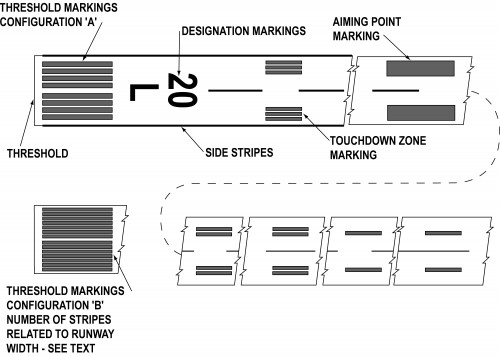 THRESHOLD MARKINGS
CONFIGURATION 'A'
DESIGNATION MARKINGS
AIMING POINT
MARKING
20
L
THRESHOLD
SIDE STRIPES
TOUCHDOWN ZONE
MARKING
THRESHOLD MARKINGS
CONFIGURATION 'B'
NUMBER OF STRIPES
RELATED TO RUNWAY
WIDTH - SEE TEXT